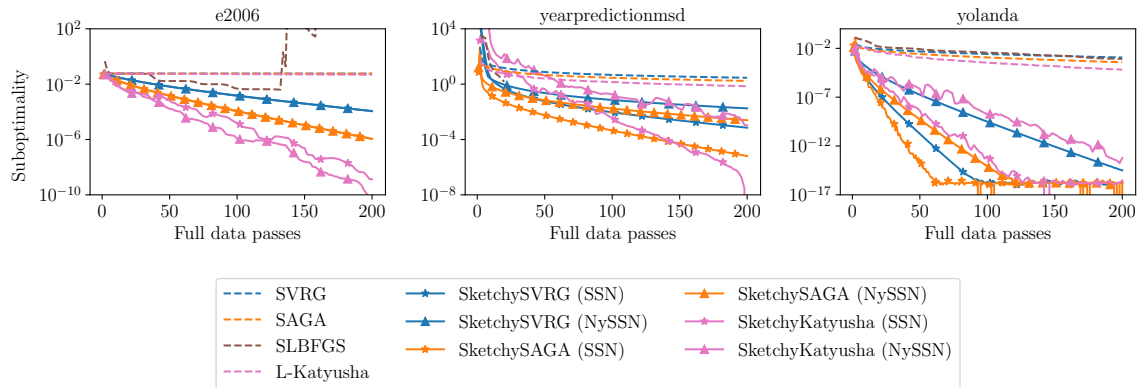 e2006
yearpredictionmsd
yolanda
Suboptimality
10^2
10^-2
10^-6
10^-10
10^4
10^0
10^-4
10^-8
10^-2
10^-7
10^-12
10^-17
0 50 100 150 200
0 50 100 150 200
0 50 100 150 200
Full data passes
Full data passes
Full data passes
SVRG
SAGA
SLBFGS
L-Katyusha
SketchySVRG (SSN)
SketchySVRG (NySSN)
SketchySAGA (SSN)
SketchySAGA (NySSN)
SketchyKatyusha (SSN)
SketchyKatyusha (NySSN)